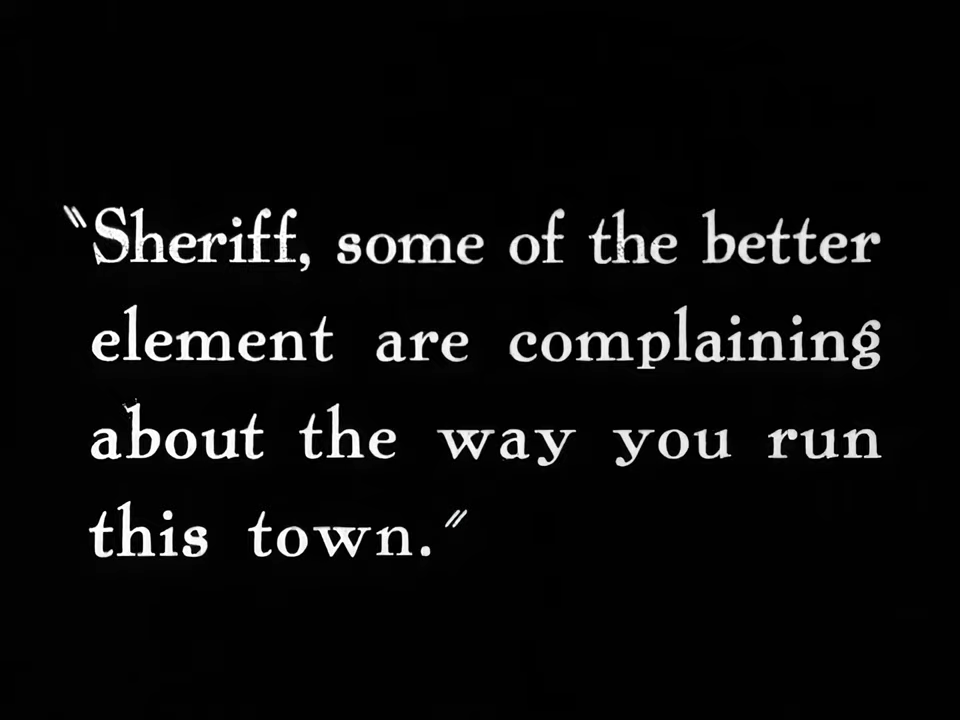 "Sheriff, some of the better
element are complaining
about the way you run
this town."